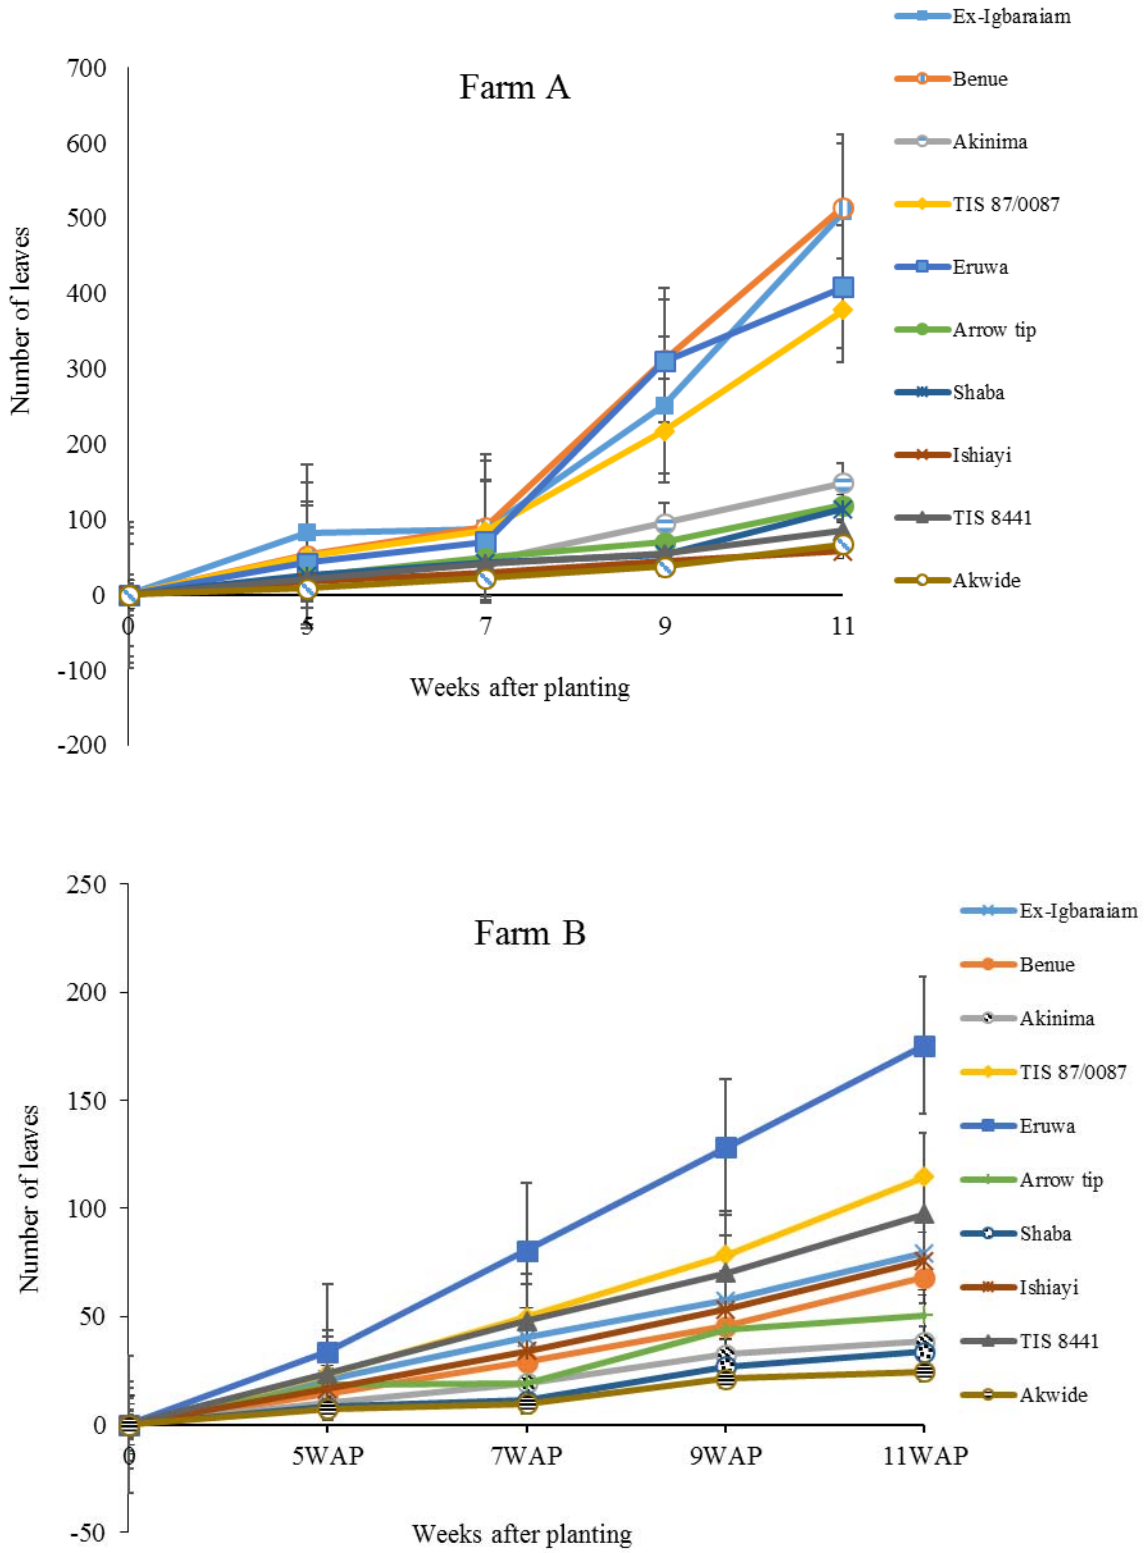 Farm A
Number of leaves
700
600
500
400
300
200
100
0
-100
-200
0
5
7
9
11
Weeks after planting
Ex-Igbaraiam
Benue
Akinima
TIS 87/0087
Eruwa
Arrow tip
Shaba
Ishiayi
TIS 8441
Akwide
Farm B
Number of leaves
250
200
150
100
50
0
-50
0
5WAP
7WAP
9WAP
11WAP
Weeks after planting
Ex-Igbaraiam
Benue
Akinima
TIS 87/0087
Eruwa
Arrow tip
Shaba
Ishiayi
TIS 8441
Akwide